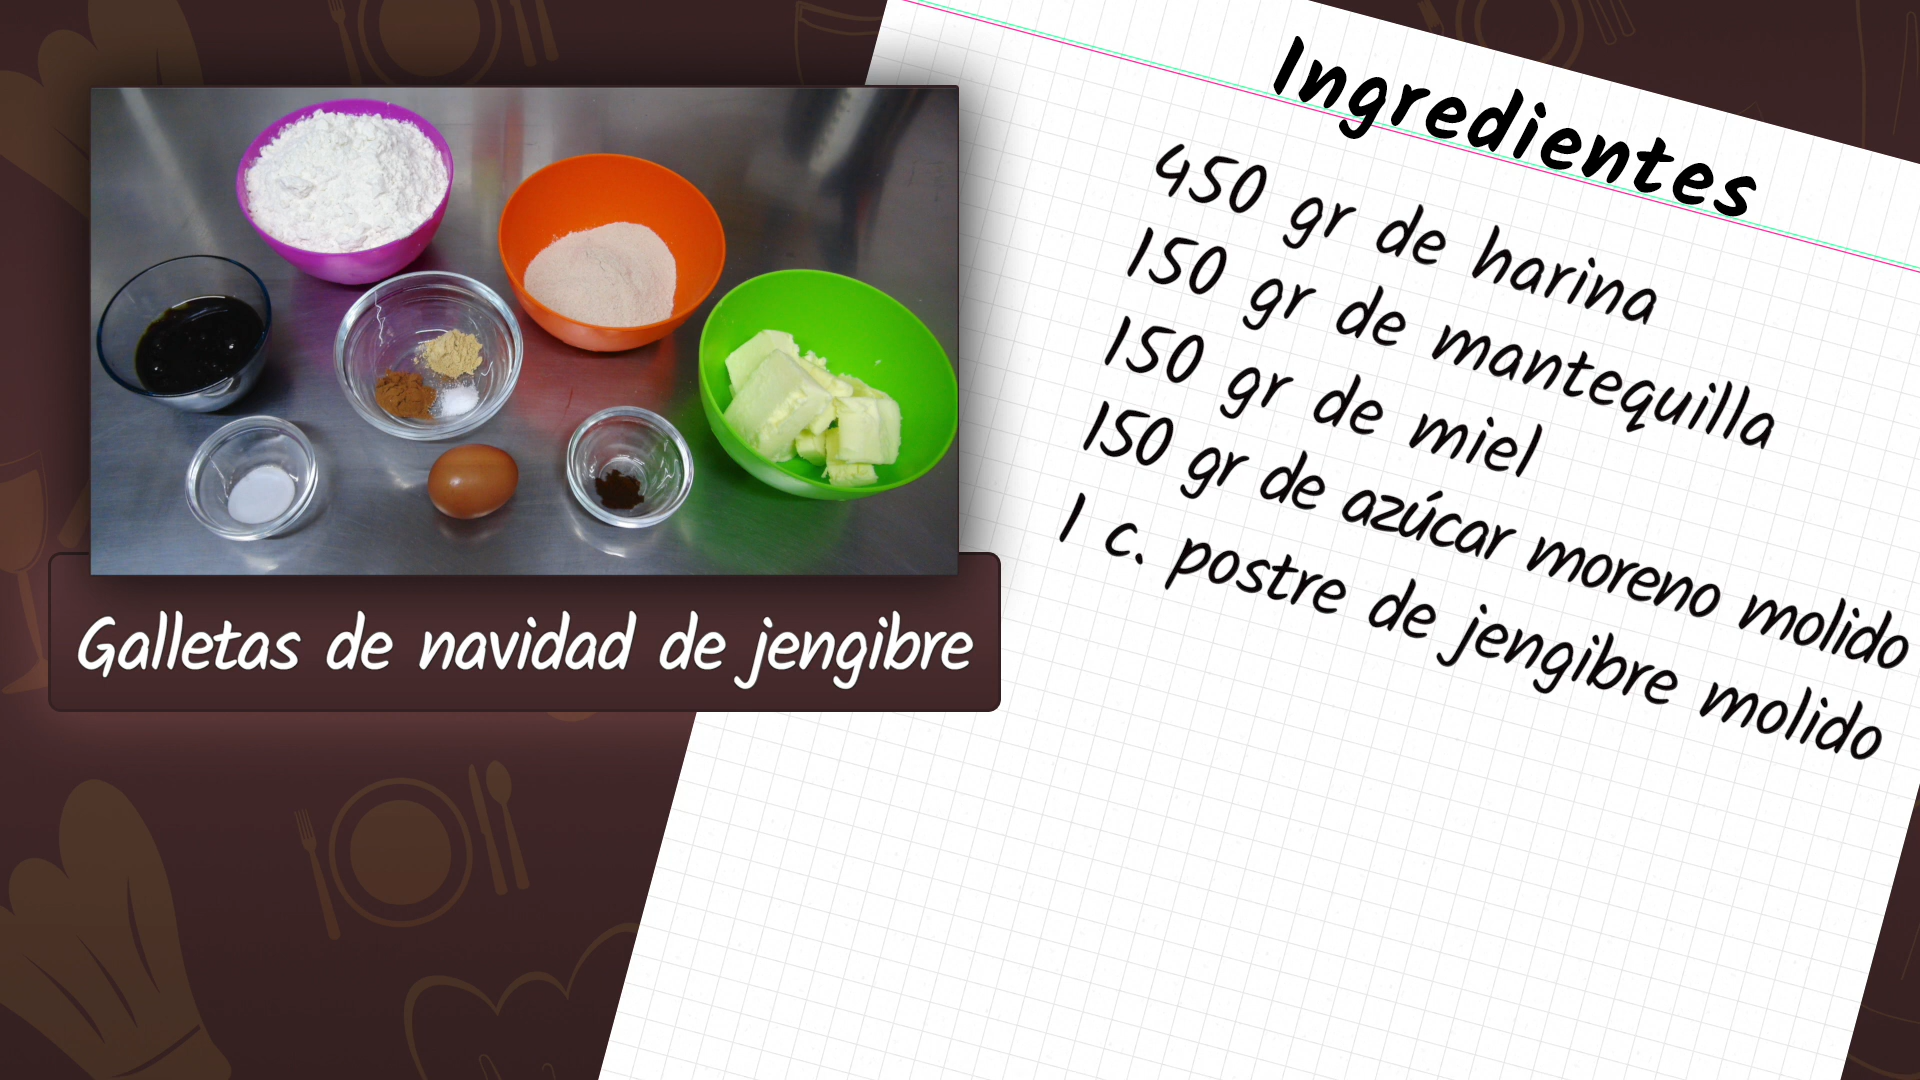 Ingredientes
450 gr de harina
150 gr de mantequilla
150 gr de miel
150 gr de azúcar moreno molido
1 c. postre de jengibre molido
Galletas de navidad de jengibre